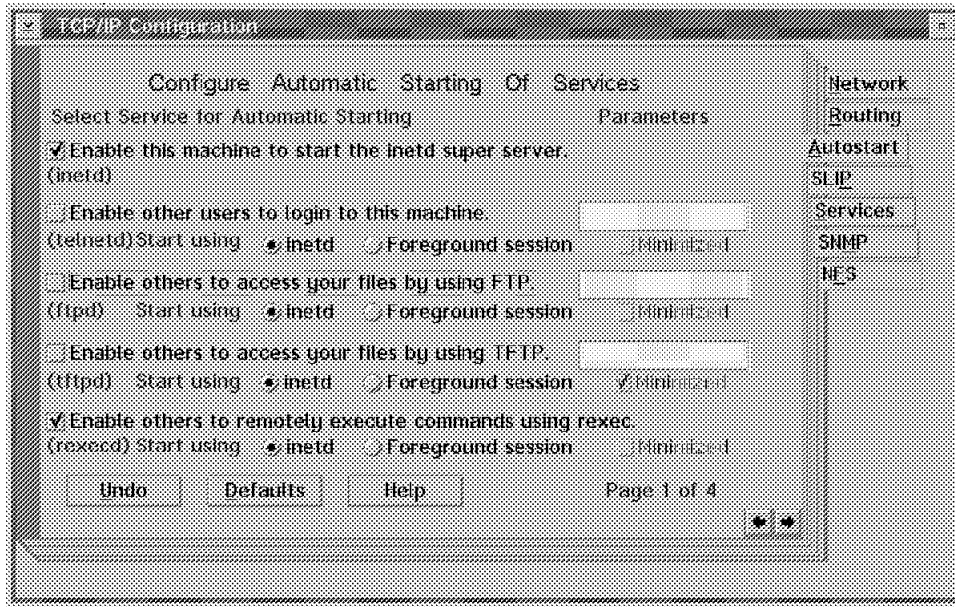 TCP/IP Configuration
Configure Automatic Starting Of Services
Select Service for Automatic Starting Parameters
Enable this machine to start the inetd super server.
(inetd)
Enable other users to login to this machine.
(telnetd) Start using inetd Foreground session Minimized
Enable others to access your files by using FTP.
(ftpd) Start using inetd Foreground session Minimized
Enable others to access your files by using TFTP.
(tftpd) Start using inetd Foreground session Minimized
Enable others to remotely execute commands using rexec.
(rexecd) Start using inetd Foreground session Minimized
Undo Defaults Help Page 1 of 4
Network
Routing
Autostart
SLIP
Services
SNMP
NFS